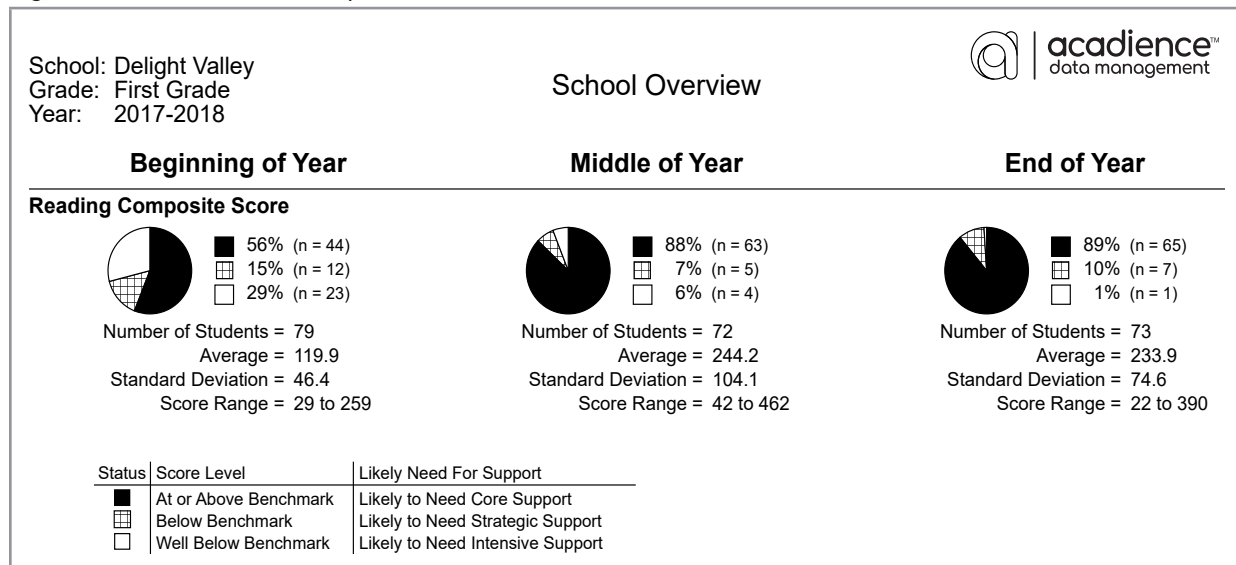 School: Delight Valley
Grade: First Grade
Year: 2017-2018
School Overview
acadience™
data management
Beginning of Year
Middle of Year
End of Year
Reading Composite Score
56% (n = 44)
15% (n = 12)
29% (n = 23)
Number of Students = 79
Average = 119.9
Standard Deviation = 46.4
Score Range = 29 to 259
88% (n = 63)
7% (n = 5)
6% (n = 4)
Number of Students = 72
Average = 244.2
Standard Deviation = 104.1
Score Range = 42 to 462
89% (n = 65)
10% (n = 7)
1% (n = 1)
Number of Students = 73
Average = 233.9
Standard Deviation = 74.6
Score Range = 22 to 390
Status Score Level Likely Need For Support
At or Above Benchmark Likely to Need Core Support
Below Benchmark Likely to Need Strategic Support
Well Below Benchmark Likely to Need Intensive Support